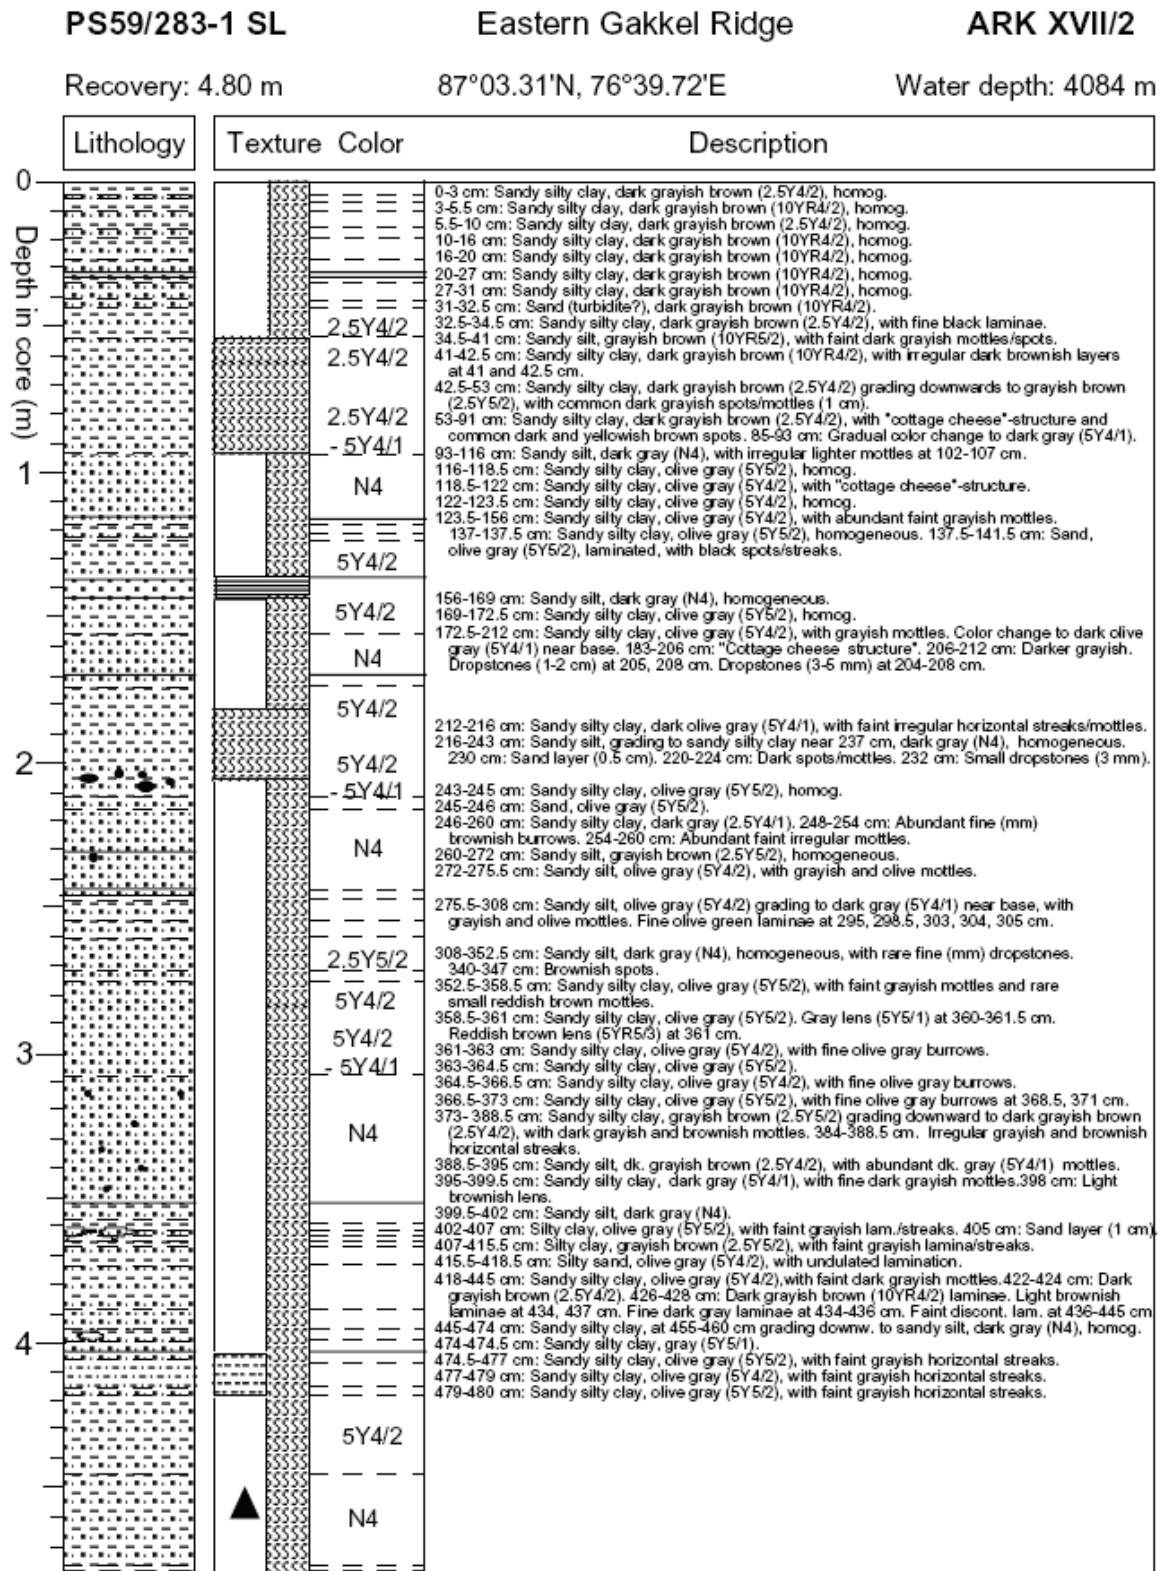 PS59/283-1 SL Eastern Gakkel Ridge ARK XVII/2
Recovery: 4.80 m 87°03.31'N, 76°39.72'E Water depth: 4084 m
Lithology Texture Color Description
0
Depth in core (m)
1
2
3
4
2.5Y4/2
2.5Y4/2
2.5Y4/2
- 5Y4/1
N4
5Y4/2
5Y4/2
N4
5Y4/2
5Y4/2
- 5Y4/1
N4
2.5Y5/2
5Y4/2
5Y4/2
- 5Y4/1
N4
5Y4/2
N4
0-3 cm: Sandy silty clay, dark grayish brown (2.5Y4/2), homog.
3-5.5 cm: Sandy silty clay, dark grayish brown (10YR4/2), homog.
5.5-10 cm: Sandy silty clay, dark grayish brown (2.5Y4/2), homog.
10-16 cm: Sandy silty clay, dark grayish brown (10YR4/2), homog.
16-20 cm: Sandy silty clay, dark grayish brown (10YR4/2), homog.
20-27 cm: Sandy silty clay, dark grayish brown (10YR4/2), homog.
27-31 cm: Sandy silty clay, dark grayish brown (10YR4/2), homog.
31-32.5 cm: Sand (turbidite?), dark grayish brown (10YR4/2).
32.5-34.5 cm: Sandy silty clay, dark grayish brown (2.5Y4/2), with fine black laminae.
34.5-41 cm: Sandy silt, grayish brown (10YR5/2), with faint dark grayish mottles/spots.
41-42.5 cm: Sandy silty clay, dark grayish brown (10YR4/2), with irregular dark brownish layers
at 41 and 42.5 cm.
42.5-53 cm: Sandy silty clay, dark grayish brown (2.5Y4/2) grading downwards to grayish brown
(2.5Y5/2), with common dark grayish spots/mottles (1 cm).
53-91 cm: Sandy silty clay, dark grayish brown (2.5Y4/2), with "cottage cheese"-structure and
common dark and yellowish brown spots. 85-93 cm: Gradual color change to dark gray (5Y4/1).
93-116 cm: Sandy silt, dark gray (N4), with irregular lighter mottles at 102-107 cm.
116-118.5 cm: Sandy silty clay, olive gray (5Y5/2), homog.
118.5-122 cm: Sandy silty clay, olive gray (5Y4/2), with "cottage cheese"-structure.
122-123.5 cm: Sandy silty clay, olive gray (5Y4/2), homog.
123.5-156 cm: Sandy silty clay, olive gray (5Y4/2), with abundant faint grayish mottles.
137-137.5 cm: Sandy silty clay, olive gray (5Y5/2), homogeneous. 137.5-141.5 cm: Sand,
olive gray (5Y5/2), laminated, with black spots/streaks.
156-169 cm: Sandy silt, dark gray (N4), homogeneous.
169-172.5 cm: Sandy silty clay, olive gray (5Y5/2), homog.
172.5-212 cm: Sandy silty clay, olive gray (5Y4/2), with grayish mottles. Color change to dark olive
gray (5Y4/1) near base. 183-206 cm: "Cottage cheese structure". 206-212 cm: Darker grayish.
Dropstones (1-2 cm) at 205, 208 cm. Dropstones (3-5 mm) at 204-208 cm.
212-216 cm: Sandy silty clay, dark olive gray (5Y4/1), with faint irregular horizontal streaks/mottles.
216-243 cm: Sandy silt, grading to sandy silty clay near 237 cm, dark gray (N4), homogeneous.
230 cm: Sand layer (0.5 cm). 220-224 cm: Dark spots/mottles. 232 cm: Small dropstones (3 mm).
243-245 cm: Sandy silty clay, olive gray (5Y5/2), homog.
245-246 cm: Sand, olive gray (5Y5/2).
246-260 cm: Sandy silty clay, dark gray (2.5Y4/1). 248-254 cm: Abundant fine (mm)
brownish burrows. 254-260 cm: Abundant faint irregular mottles.
260-272 cm: Sandy silt, grayish brown (2.5Y5/2), homogeneous.
272-275.5 cm: Sandy silt, olive gray (5Y4/2), with grayish and olive mottles.
275.5-308 cm: Sandy silt, olive gray (5Y4/2) grading to dark gray (5Y4/1) near base, with
grayish and olive mottles. Fine olive green laminae at 295, 298.5, 303, 304, 305 cm.
308-352.5 cm: Sandy silt, dark gray (N4), homogeneous, with rare fine (mm) dropstones.
340-347 cm: Brownish spots.
352.5-358.5 cm: Sandy silty clay, olive gray (5Y5/2), with faint grayish mottles and rare
small reddish brown mottles.
358.5-361 cm: Sandy silty clay, olive gray (5Y5/2). Gray lens (5Y5/1) at 360-361.5 cm.
Reddish brown lens (5YR5/3) at 361 cm.
361-363 cm: Sandy silty clay, olive gray (5Y4/2), with fine olive gray burrows.
363-364.5 cm: Sandy silty clay, olive gray (5Y5/2).
364.5-366.5 cm: Sandy silty clay, olive gray (5Y4/2), with fine olive gray burrows.
366.5-373 cm: Sandy silty clay, olive gray (5Y5/2), with fine olive gray burrows at 368.5, 371 cm.
373- 388.5 cm: Sandy silty clay, grayish brown (2.5Y5/2) grading downward to dark grayish brown
(2.5Y4/2), with dark grayish and brownish mottles. 384-388.5 cm. Irregular grayish and brownish
horizontal streaks.
388.5-395 cm: Sandy silt, dk. grayish brown (2.5Y4/2), with abundant dk. gray (5Y4/1) mottles.
395-399.5 cm: Sandy silty clay, dark gray (5Y4/1), with fine dark grayish mottles.398 cm: Light
brownish lens.
399.5-402 cm: Sandy silt, dark gray (N4).
402-407 cm: Silty clay, olive gray (5Y5/2), with faint grayish lam./streaks. 405 cm: Sand layer (1 cm).
407-415.5 cm: Silty clay, grayish brown (2.5Y5/2), with faint grayish lamina/streaks.
415.5-418.5 cm: Silty sand, olive gray (5Y4/2), with undulated lamination.
418-445 cm: Sandy silty clay, olive gray (5Y4/2),with faint dark grayish mottles.422-424 cm: Dark
grayish brown (2.5Y4/2). 426-428 cm: Dark grayish brown (10YR4/2) laminae. Light brownish
laminae at 434, 437 cm. Fine dark gray laminae at 434-436 cm. Faint discont. lam. at 436-445 cm
445-474 cm: Sandy silty clay, at 455-460 cm grading downw. to sandy silt, dark gray (N4), homog.
474-474.5 cm: Sandy silty clay, gray (5Y5/1).
474.5-477 cm: Sandy silty clay, olive gray (5Y5/2), with faint grayish horizontal streaks.
477-479 cm: Sandy silty clay, olive gray (5Y4/2), with faint grayish horizontal streaks.
479-480 cm: Sandy silty clay, olive gray (5Y5/2), with faint grayish horizontal streaks.